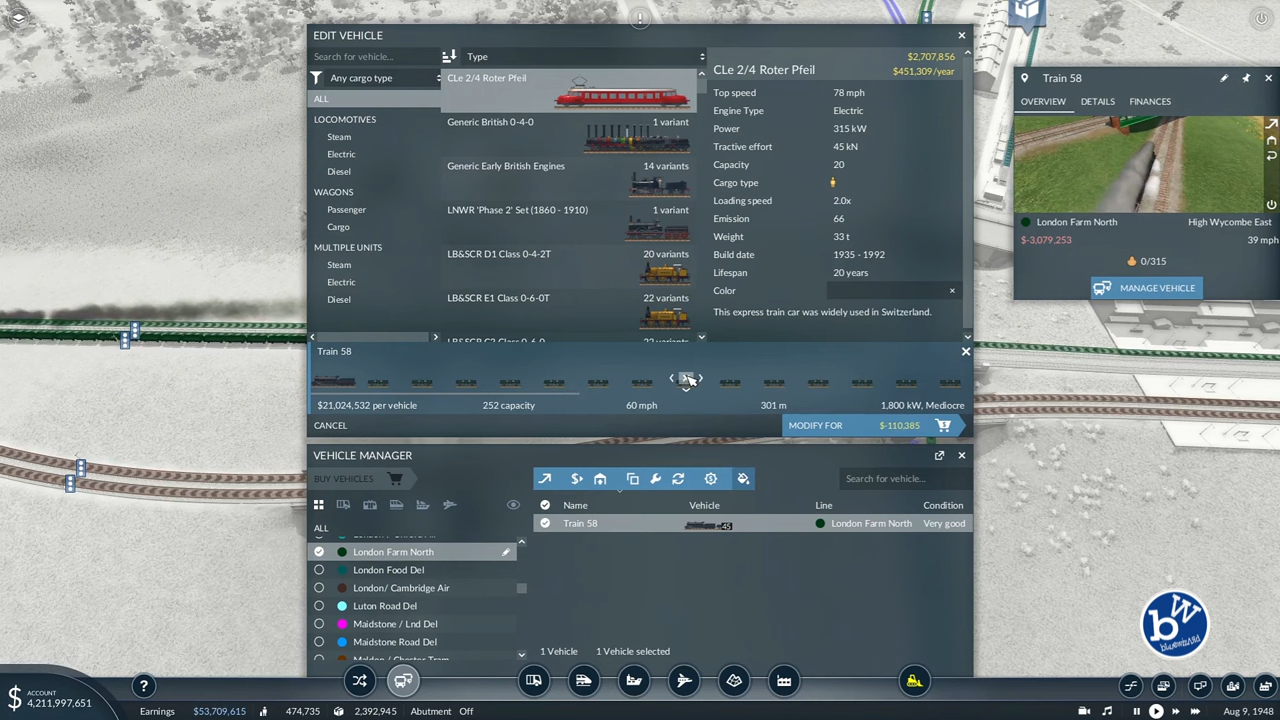 EDIT VEHICLE
Search for vehicle...
Type
Any cargo type
ALL
LOCOMOTIVES
Steam
Electric
Diesel
WAGONS
Passenger
Cargo
MULTIPLE UNITS
Steam
Electric
Diesel
CLe 2/4 Roter Pfeil
Generic British 0-4-0 1 variant
Generic Early British Engines 14 variants
LNWR 'Phase 2' Set (1860 - 1910) 1 variant
LB&SCR D1 Class 0-4-2T 20 variants
LB&SCR E1 Class 0-6-0T 22 variants
$2,707,856
CLe 2/4 Roter Pfeil $451,309/year
Top speed 78 mph
Engine Type Electric
Power 315 kW
Tractive effort 45 kN
Capacity 20
Cargo type
Loading speed 2.0x
Emission 66
Weight 33 t
Build date 1935 - 1992
Lifespan 20 years
Color
This express train car was widely used in Switzerland.
Train 58
$21,024,532 per vehicle 252 capacity 60 mph 301 m 1,800 kW, Mediocre
CANCEL MODIFY FOR $-110,385
Train 58
OVERVIEW DETAILS FINANCES
London Farm North High Wycombe East
$-3,079,253 39 mph
0/315
MANAGE VEHICLE
VEHICLE MANAGER
BUY VEHICLES
Search for vehicle...
ALL
London Farm North
London Food Del
London/ Cambridge Air
Luton Road Del
Maidstone / Lnd Del
Maidstone Road Del
Name Vehicle Line Condition
Train 58 45 London Farm North Very good
1 Vehicle 1 Vehicle selected
bW
bluewizard
$ ACCOUNT
4,211,997,651
?
Earnings $53,709,615 474,735 2,392,945 Abutment Off
Aug 9, 1948